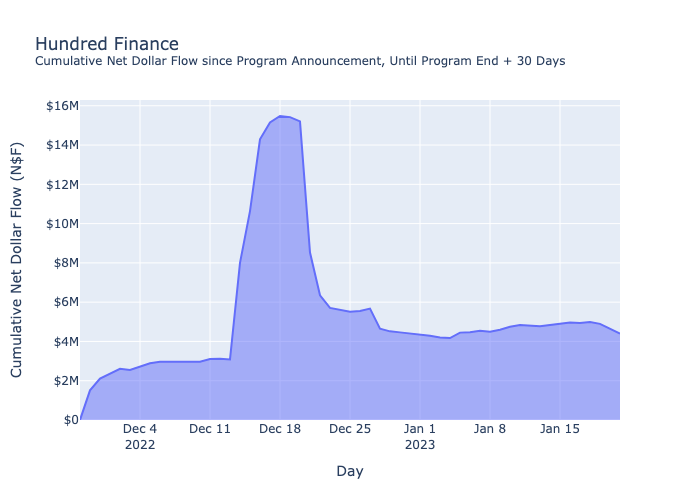 Hundred Finance
Cumulative Net Dollar Flow since Program Announcement, Until Program End + 30 Days
Cumulative Net Dollar Flow (N$F)
$16M
$14M
$12M
$10M
$8M
$6M
$4M
$2M
$0
Dec 4
2022
Dec 11
Dec 18
Dec 25
Jan 1
2023
Jan 8
Jan 15
Day